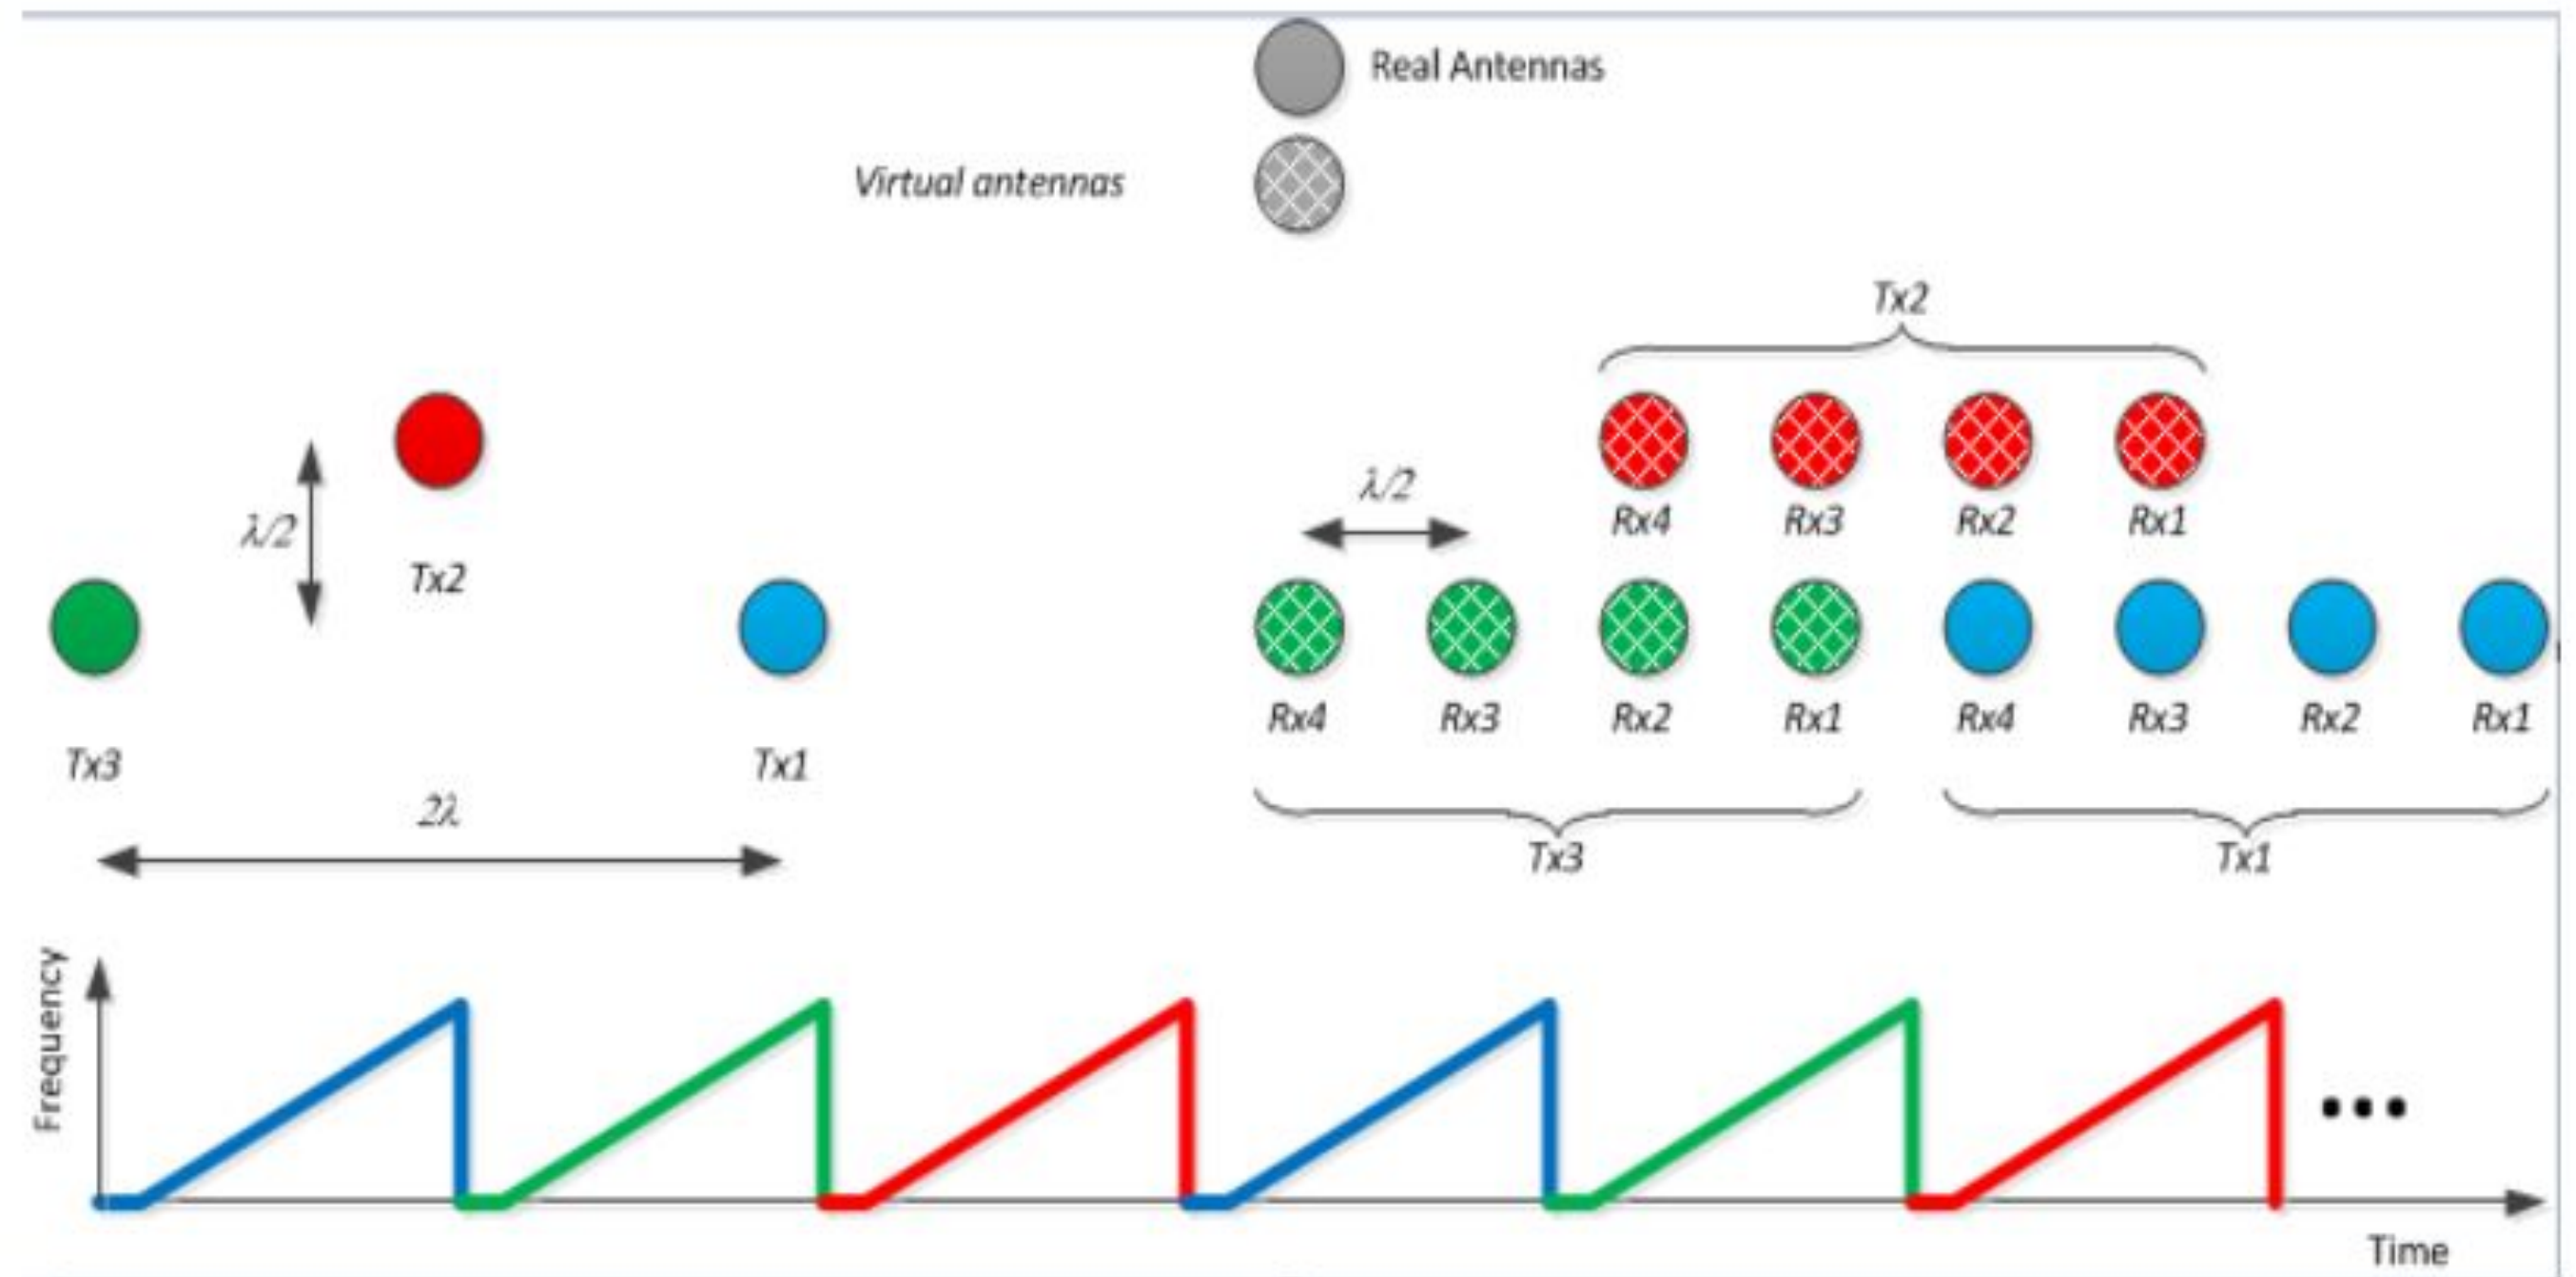 Real Antennas
Virtual antennas
Tx2
λ/2
λ/2
Rx4 Rx3 Rx2 Rx1
Tx2
Rx4 Rx3 Rx2 Rx1 Rx4 Rx3 Rx2 Rx1
Tx3 Tx1
2λ
Tx3 Tx1
Frequency
Time